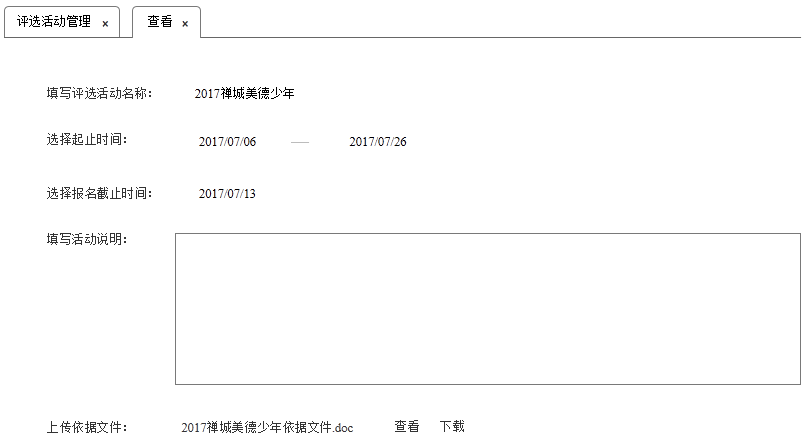 评选活动管理 × 查看 ×
填写评选活动名称： 2017禅城美德少年
选择起止时间： 2017/07/06 — 2017/07/26
选择报名截止时间： 2017/07/13
填写活动说明：
上传依据文件： 2017禅城美德少年依据文件.doc 查看 下载